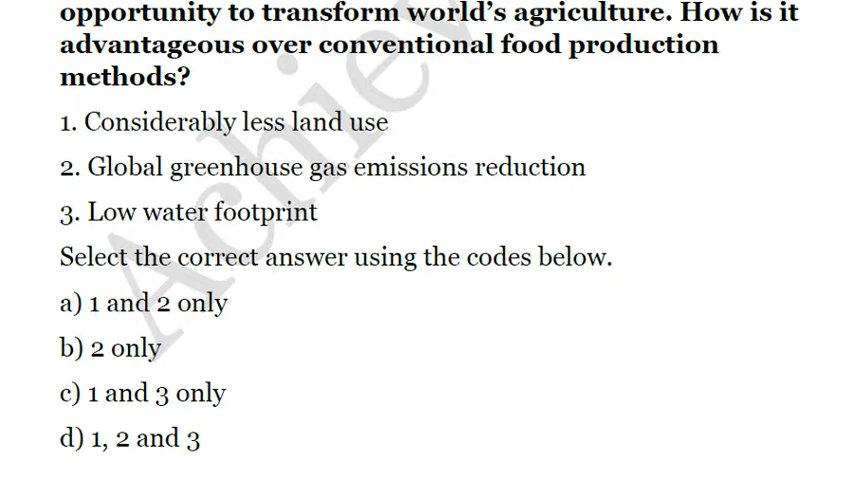 opportunity to transform world's agriculture. How is it
advantageous over conventional food production
methods?
1. Considerably less land use
2. Global greenhouse gas emissions reduction
3. Low water footprint
Select the correct answer using the codes below.
a) 1 and 2 only
b) 2 only
c) 1 and 3 only
d) 1, 2 and 3
Achiev